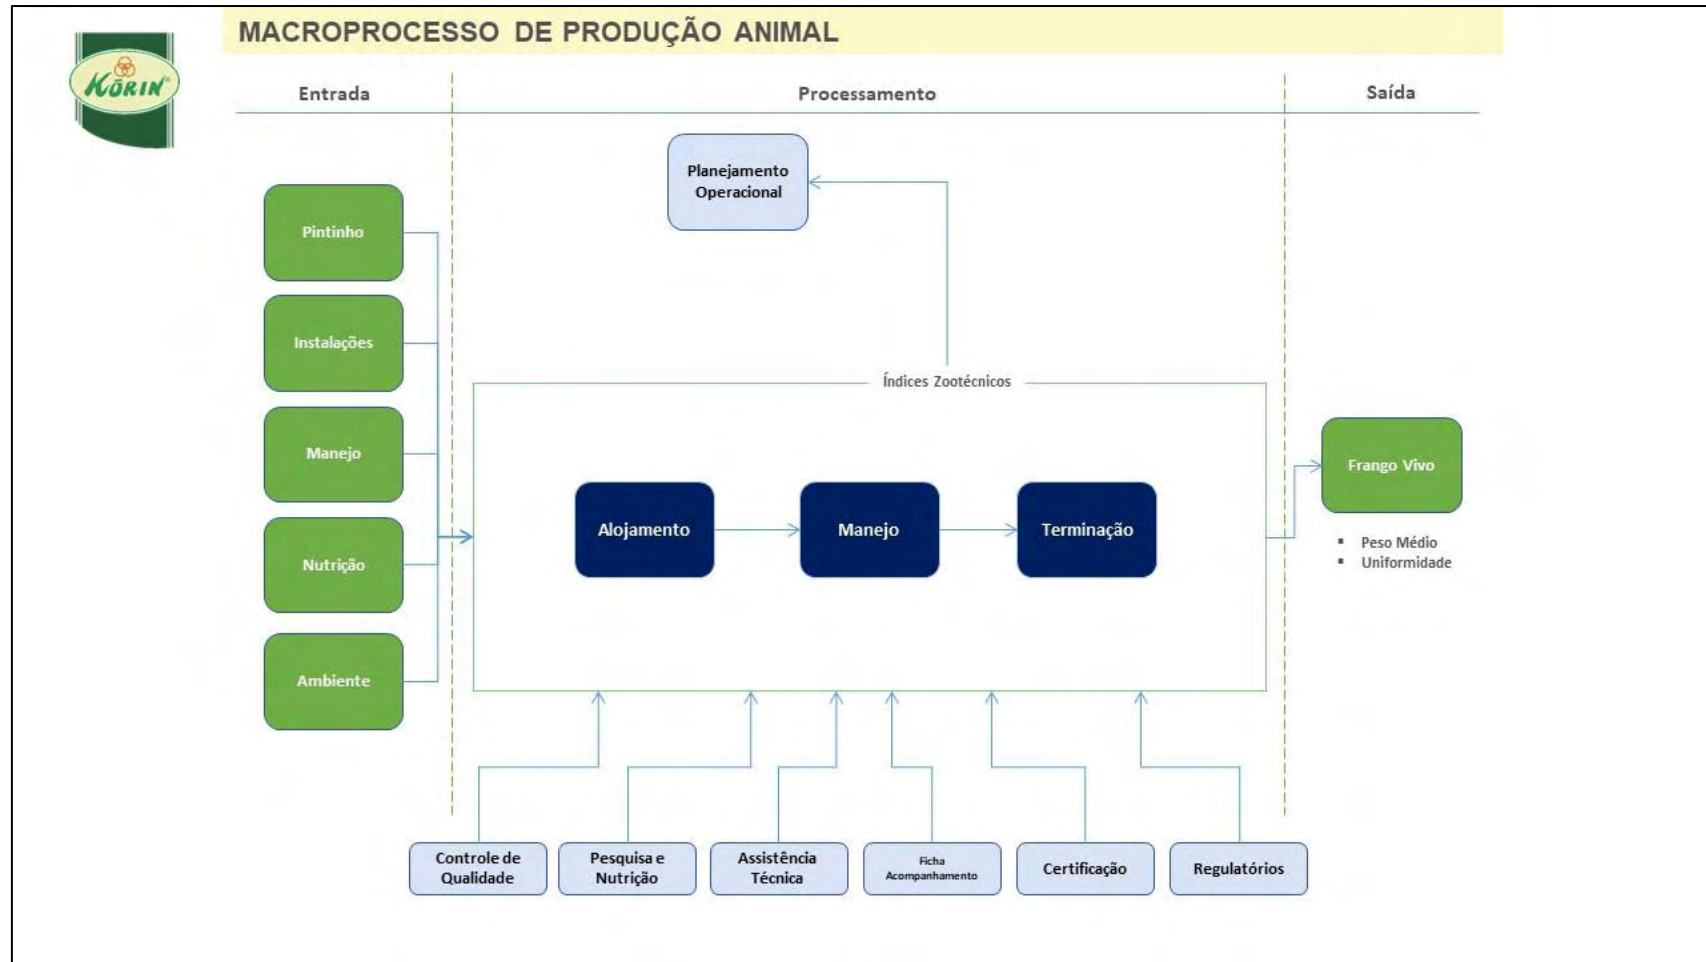 MACROPROCESSO DE PRODUÇÃO ANIMAL
KŌRIN®
Entrada
Processamento
Saída
Planejamento
Operacional
Pintinho
Instalações
Manejo
Nutrição
Ambiente
Índices Zootécnicos
Alojamento
Manejo
Terminação
Frango Vivo
▪ Peso Médio
▪ Uniformidade
Controle de
Qualidade
Pesquisa e
Nutrição
Assistência
Técnica
Ficha
Acompanhamento
Certificação
Regulatórios